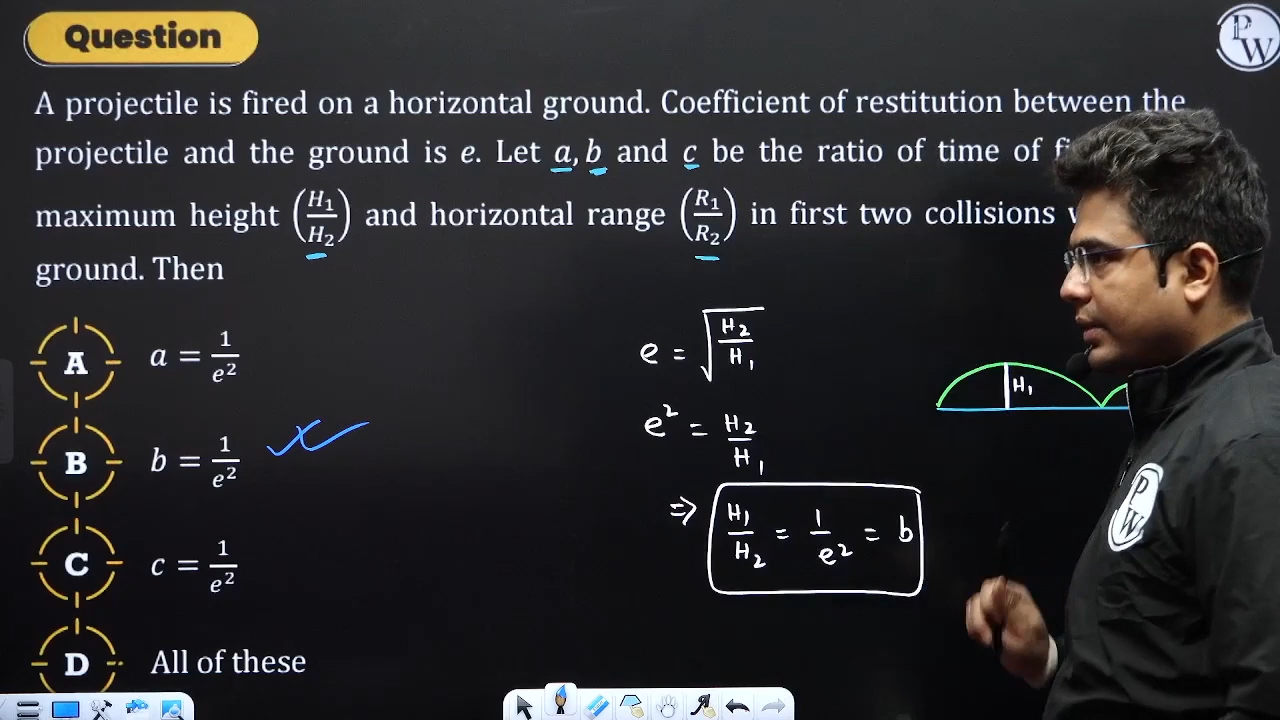 Question
PW
A projectile is fired on a horizontal ground. Coefficient of restitution between the
projectile and the ground is e. Let a, b and c be the ratio of time of
maximum height (H₁/H₂) and horizontal range (R₁/R₂) in first two collisions
ground. Then
A a = 1/e²
B b = 1/e²
C c = 1/e²
D All of these
e = √(H₂/H₁)
e² = H₂/H₁
⇒ H₁/H₂ = 1/e² = b
H₁
PW